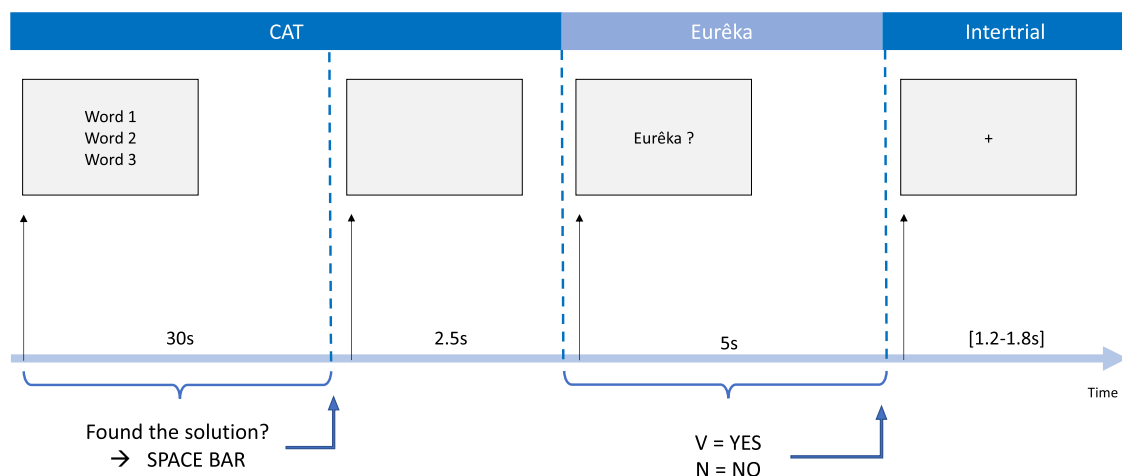 CAT
Eurêka
Intertrial
Word 1
Word 2
Word 3
Eurêka ?
+
30s
2.5s
5s
[1.2-1.8s]
Time
Found the solution?
→ SPACE BAR
V = YES
N = NO